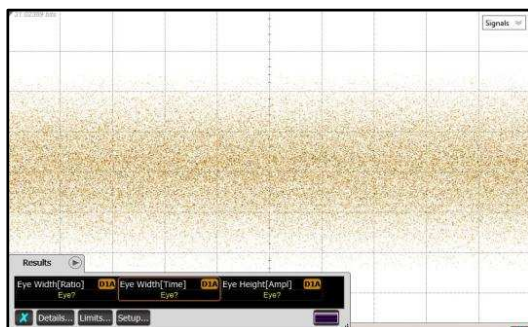 Signals
Results
Eye Width[Ratio] D1A Eye Width[Time] D1A Eye Height[Ampl] D1A
Eye? Eye? Eye?
Details... Limits... Setup...